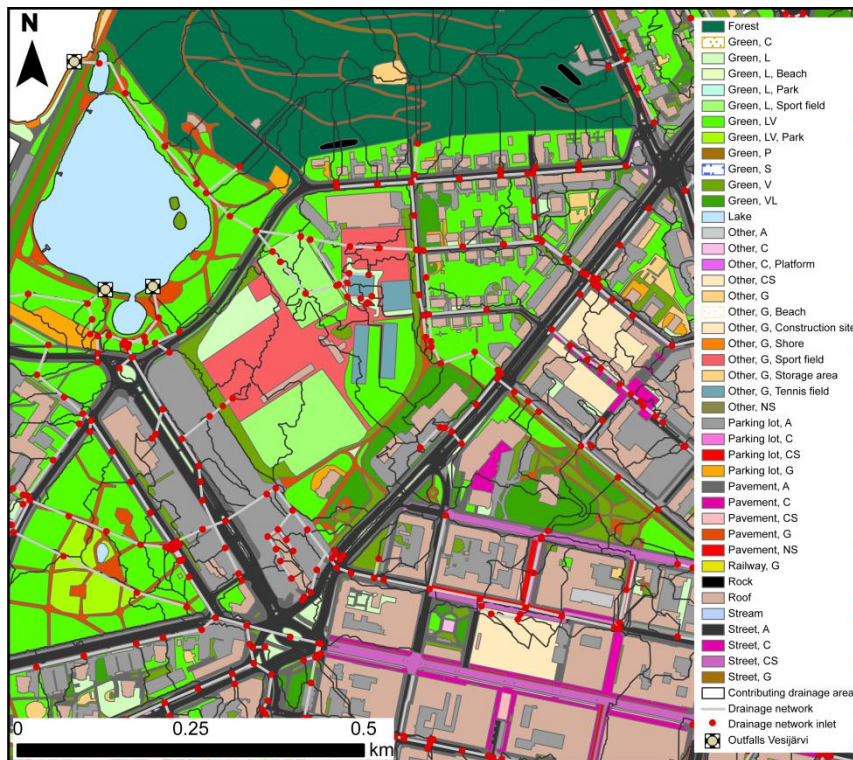 N
Forest
Green, C
Green, L
Green, L, Beach
Green, L, Park
Green, L, Sport field
Green, LV
Green, LV, Park
Green, P
Green, S
Green, V
Green, VL
Lake
Other, A
Other, C
Other, C, Platform
Other, CS
Other, G
Other, G, Beach
Other, G, Construction site
Other, G, Shore
Other, G, Sport field
Other, G, Storage area
Other, G, Tennis field
Other, NS
Parking lot, A
Parking lot, C
Parking lot, CS
Parking lot, G
Pavement, A
Pavement, C
Pavement, CS
Pavement, G
Pavement, NS
Railway, G
Rock
Roof
Stream
Street, A
Street, C
Street, CS
Street, G
Contributing drainage area
Drainage network
Drainage network inlet
Outfalls Vesijärvi
0 0.25 0.5
km